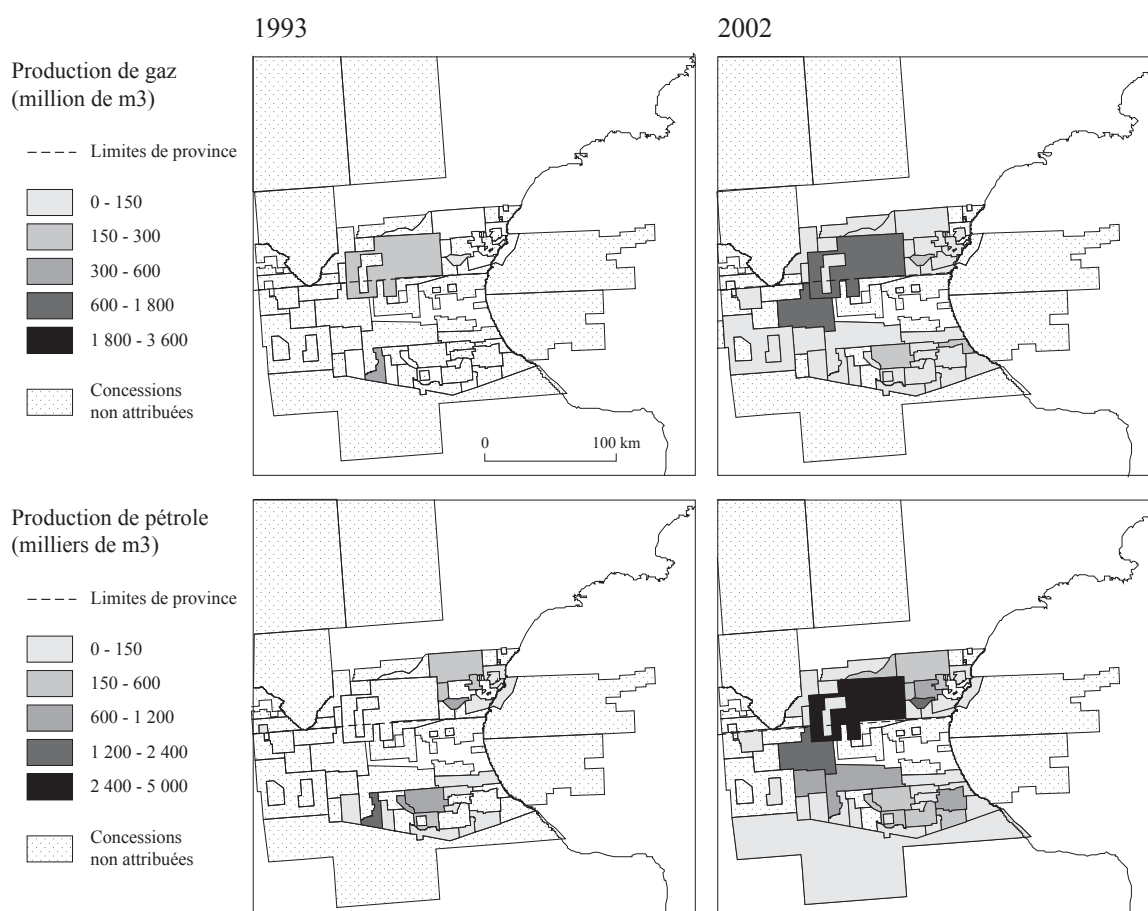 1993
2002
Production de gaz
(million de m3)
Limites de province
0 - 150
150 - 300
300 - 600
600 - 1 800
1 800 - 3 600
Concessions
non attribuées
0 100 km
Production de pétrole
(milliers de m3)
Limites de province
0 - 150
150 - 600
600 - 1 200
1 200 - 2 400
2 400 - 5 000
Concessions
non attribuées